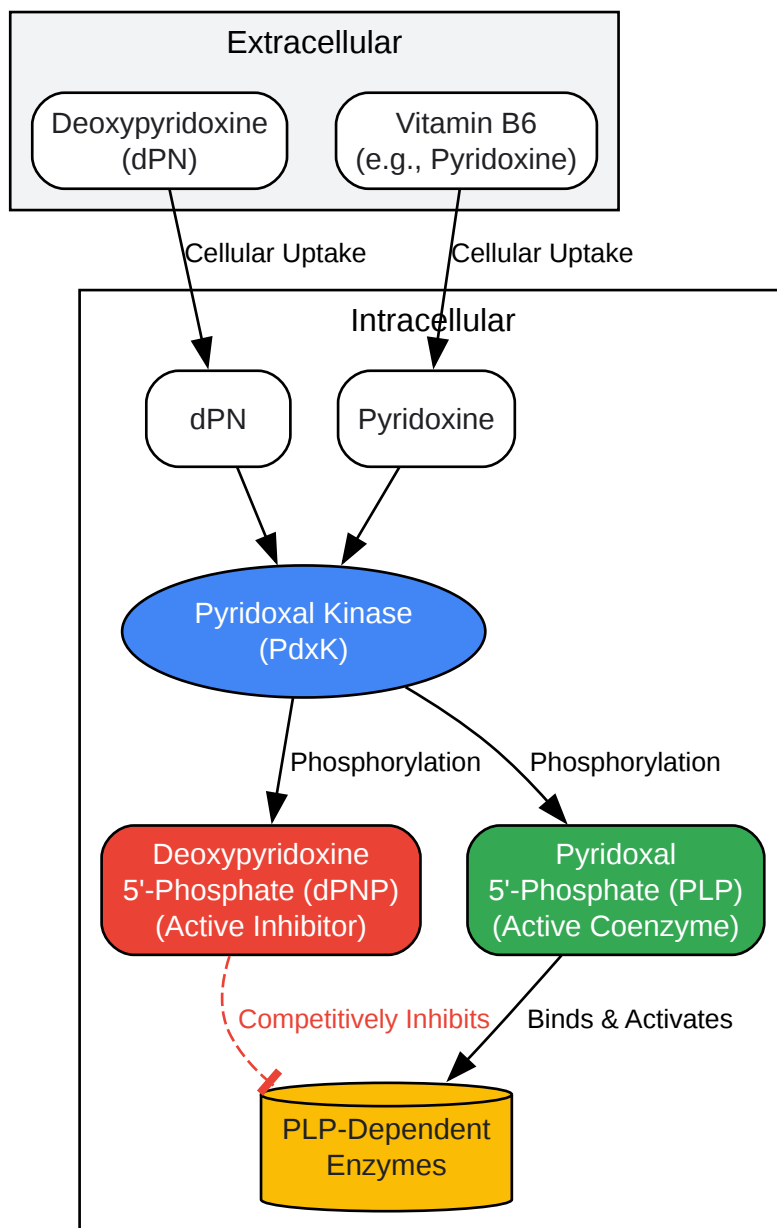 Extracellular
Deoxypyridoxine
(dPN)
Vitamin B6
(e.g., Pyridoxine)
Cellular Uptake
Cellular Uptake
Intracellular
dPN
Pyridoxine
Pyridoxal Kinase
(PdxK)
Phosphorylation
Phosphorylation
Deoxypyridoxine
5'-Phosphate (dPNP)
(Active Inhibitor)
Pyridoxal
5'-Phosphate (PLP)
(Active Coenzyme)
Competitively Inhibits
Binds & Activates
PLP-Dependent
Enzymes